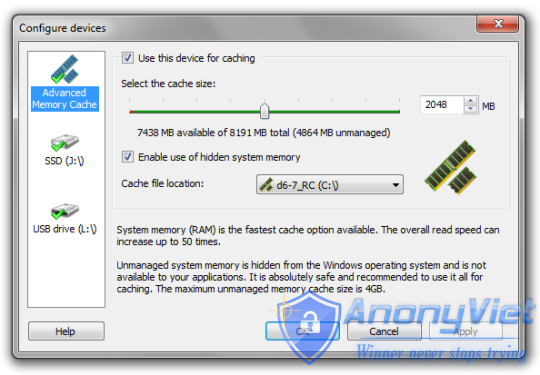 Configure devices
Use this device for caching
Advanced
Memory Cache
Select the cache size:
2048 MB
7438 MB available of 8191 MB total (4864 MB unmanaged)
Enable use of hidden system memory
SSD (J:\)
Cache file location:
d6-7_RC (C:\)
USB drive (L:\)
System memory (RAM) is the fastest cache option available. The overall read speed can
increase up to 50 times.
Unmanaged system memory is hidden from the Windows operating system and is not
available to your applications. It is absolutely safe and recommended to use it all for
caching. The maximum unmanaged memory cache size is 4GB.
AnonyViet
Help
OK
Cancel
Apply
Winner never stops trying